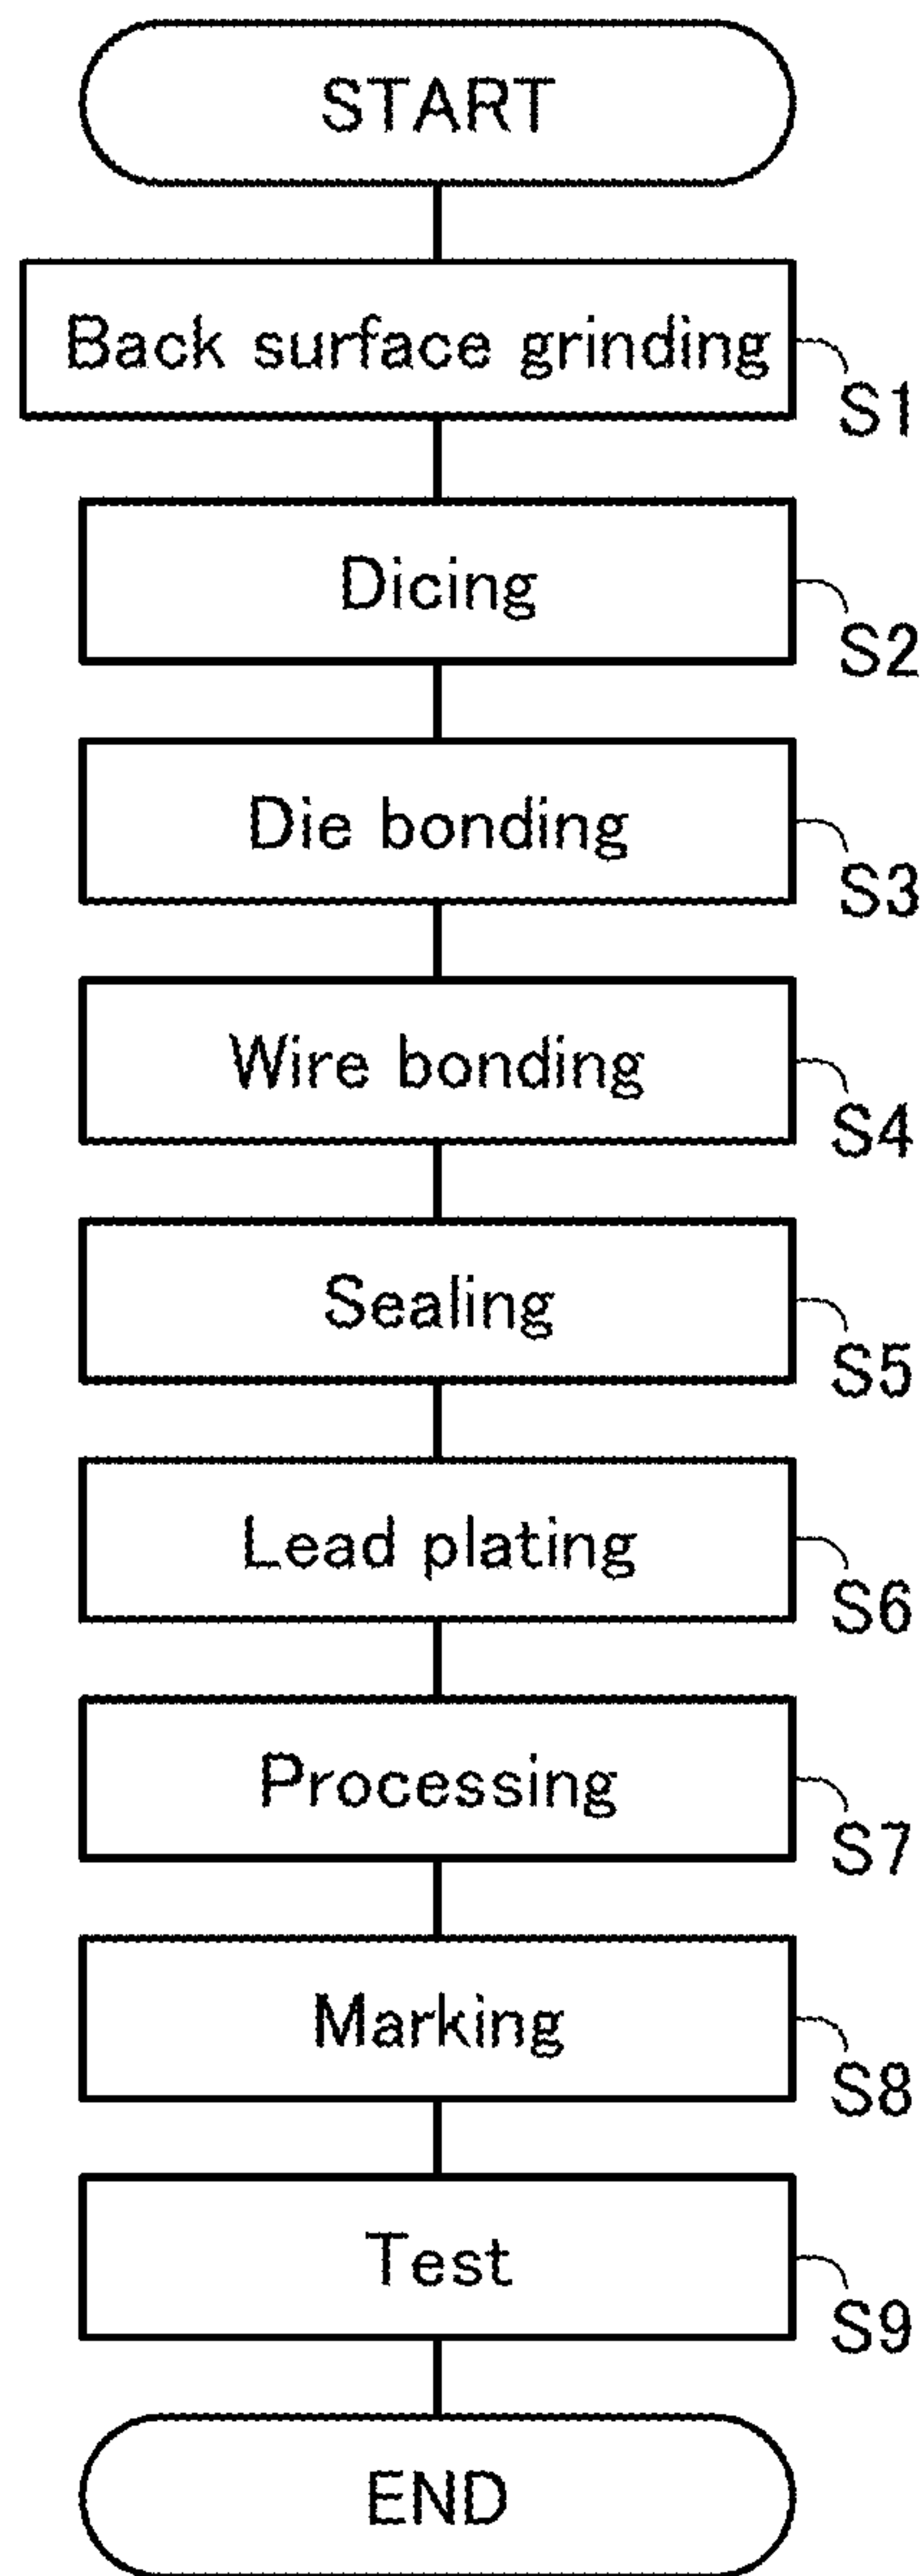 START
Back surface grinding
S1
Dicing
S2
Die bonding
S3
Wire bonding
S4
Sealing
S5
Lead plating
S6
Processing
S7
Marking
S8
Test
S9
END